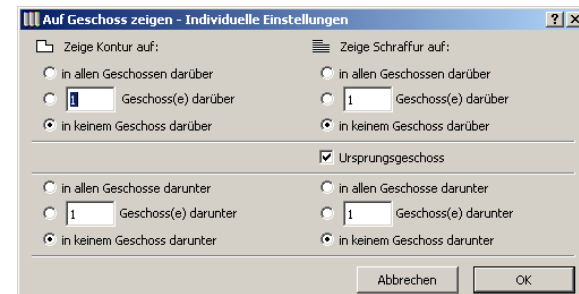 Auf Geschoss zeigen - Individuelle Einstellungen
Zeige Kontur auf: Zeige Schraffur auf:
in allen Geschossen darüber in allen Geschossen darüber
1 Geschoss(e) darüber 1 Geschoss(e) darüber
in keinem Geschoss darüber in keinem Geschoss darüber
Ursprungsgeschoss
in allen Geschosse darunter in allen Geschosse darunter
1 Geschoss(e) darunter 1 Geschoss(e) darunter
in keinem Geschoss darunter in keinem Geschoss darunter
Abbrechen OK